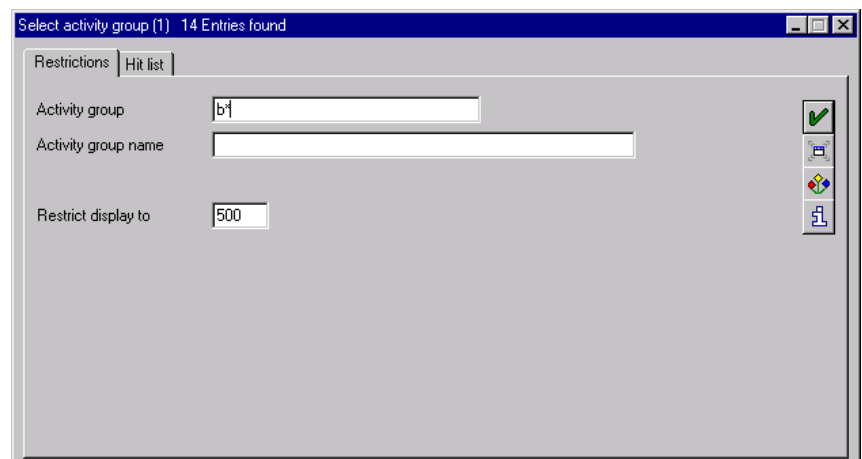 Select activity group (1) 14 Entries found
Restrictions Hit list
Activity group b*
Activity group name
Restrict display to 500